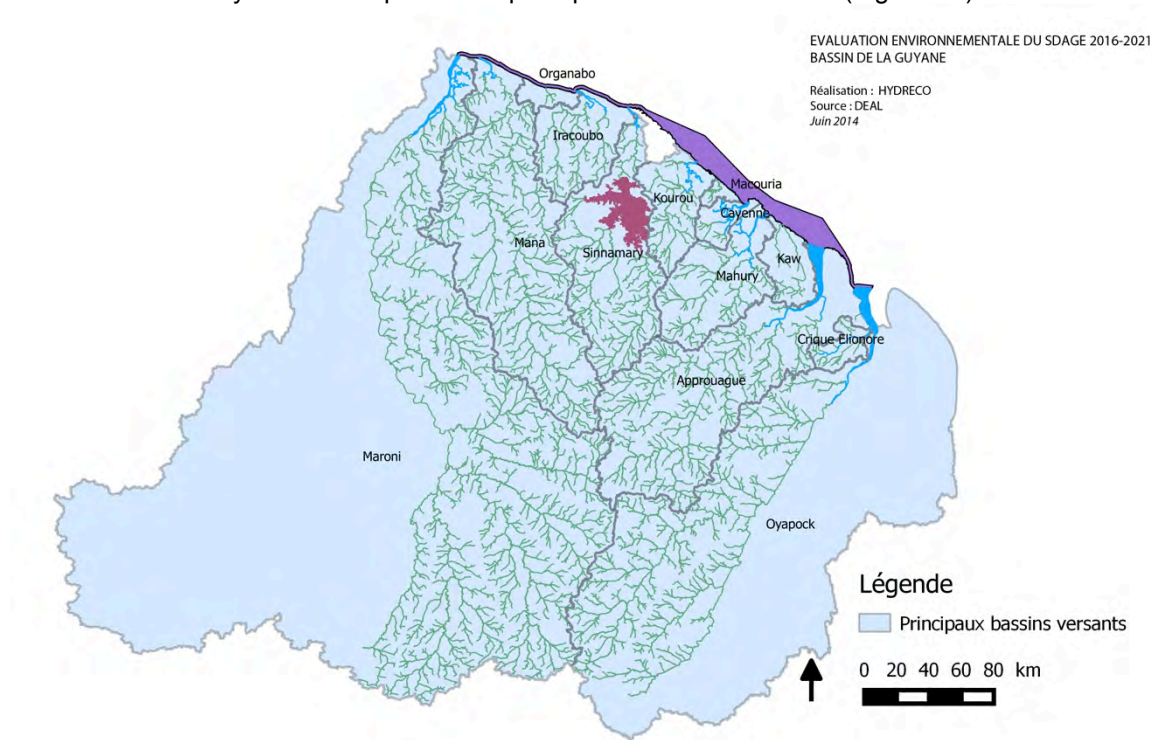 EVALUATION ENVIRONNEMENTALE DU SDAGE 2016-2021
BASSIN DE LA GUYANE
Réalisation : HYDRECO
Source : DEAL
Juin 2014
Organabo
Iracoubo
Macouria
Kourou
Cayenne
Mana
Sinnamary
Kaw
Mahury
Crique Elionore
Approuague
Maroni
Oyapock
Légende
Principaux bassins versants
0 20 40 60 80 km